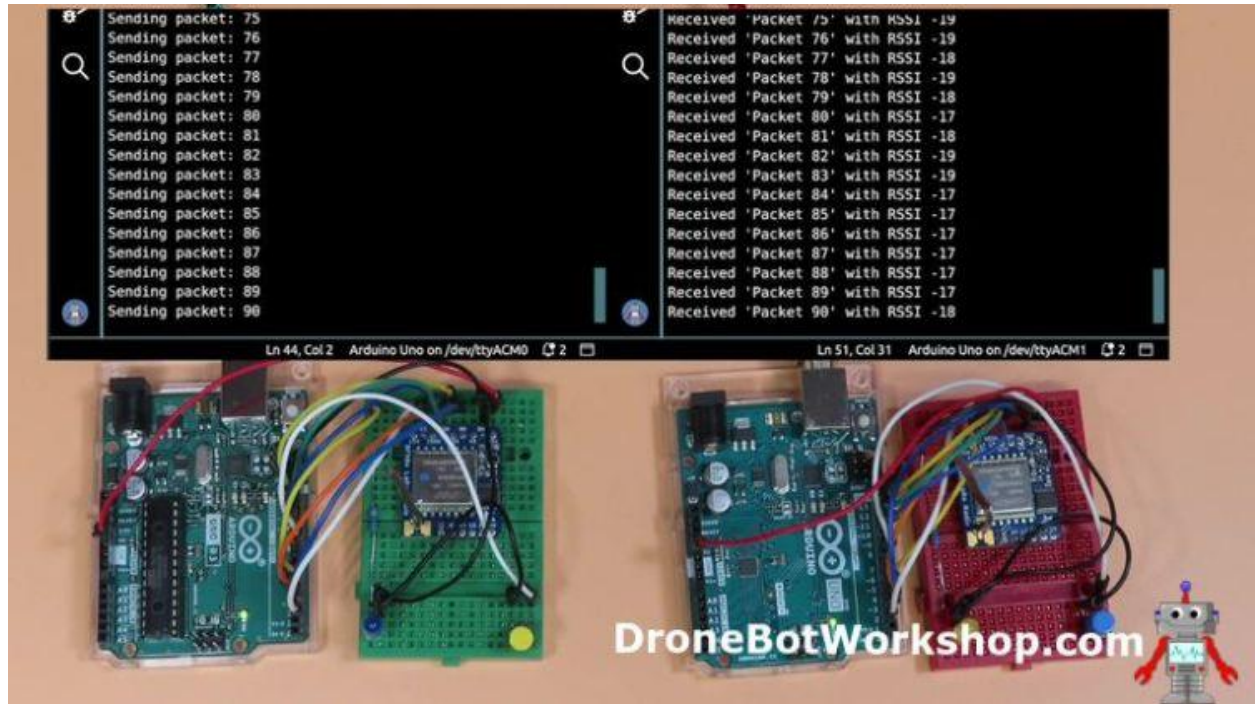 Sending packet: 75
Sending packet: 76
Sending packet: 77
Sending packet: 78
Sending packet: 79
Sending packet: 80
Sending packet: 81
Sending packet: 82
Sending packet: 83
Sending packet: 84
Sending packet: 85
Sending packet: 86
Sending packet: 87
Sending packet: 88
Sending packet: 89
Sending packet: 90
Ln 44, Col 2 Arduino Uno on /dev/ttyACM0 2
Received 'Packet 75' with RSSI -19
Received 'Packet 76' with RSSI -19
Received 'Packet 77' with RSSI -18
Received 'Packet 78' with RSSI -19
Received 'Packet 79' with RSSI -18
Received 'Packet 80' with RSSI -17
Received 'Packet 81' with RSSI -18
Received 'Packet 82' with RSSI -19
Received 'Packet 83' with RSSI -19
Received 'Packet 84' with RSSI -17
Received 'Packet 85' with RSSI -17
Received 'Packet 86' with RSSI -17
Received 'Packet 87' with RSSI -17
Received 'Packet 88' with RSSI -17
Received 'Packet 89' with RSSI -17
Received 'Packet 90' with RSSI -18
Ln 51, Col 31 Arduino Uno on /dev/ttyACM1 2
ARDUINO
UNO
ARDUINO
UNO
DroneBotWorkshop.com